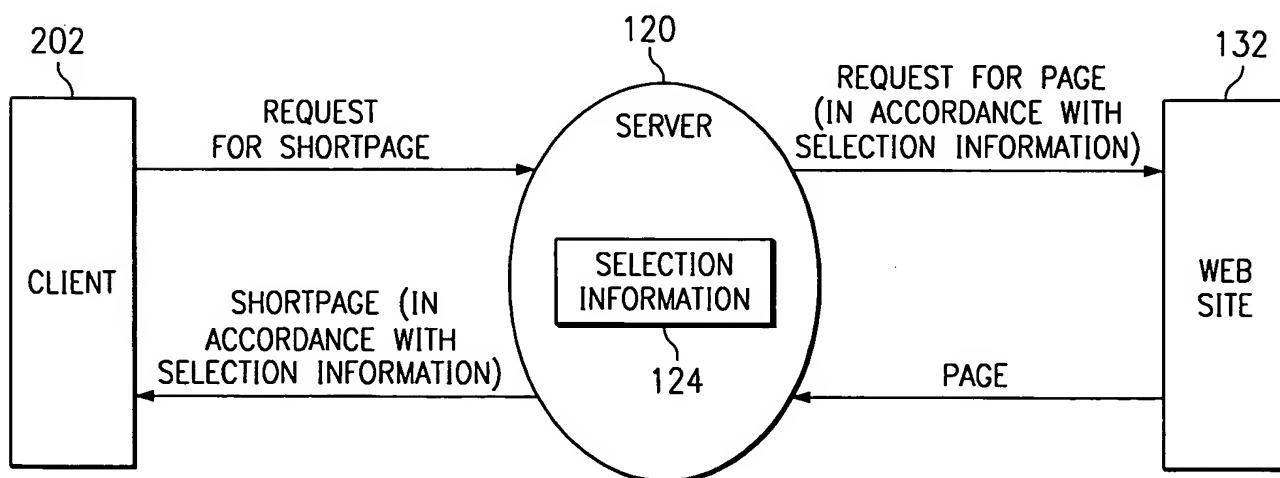 202
120
132
REQUEST
FOR SHORTPAGE
SERVER
REQUEST FOR PAGE
(IN ACCORDANCE WITH
SELECTION INFORMATION)
CLIENT
SELECTION
INFORMATION
WEB
SITE
SHORTPAGE (IN
ACCORDANCE WITH
SELECTION INFORMATION)
124
PAGE